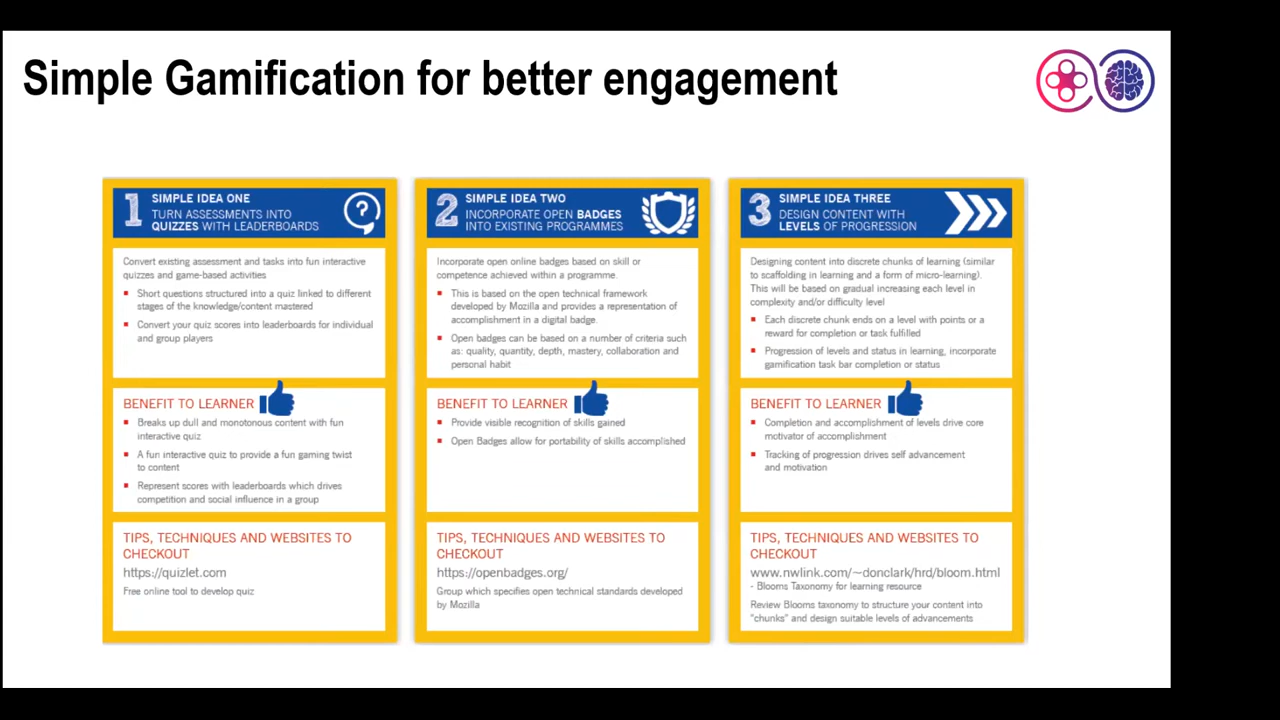 Simple Gamification for better engagement
1
SIMPLE IDEA ONE
TURN ASSESSMENTS INTO
QUIZZES WITH LEADERBOARDS
?
Convert existing assessment and tasks into fun interactive
quizzes and game-based activities
Short questions structured into a quiz linked to different
stages of the knowledge/content mastered
Convert your quiz scores into leaderboards for individual
and group players
BENEFIT TO LEARNER
Breaks up dull and monotonous content with fun
interactive quiz
A fun interactive quiz to provide a fun gaming twist
to content
Represent scores with leaderboards which drives
competition and social influence in a group
TIPS, TECHNIQUES AND WEBSITES TO
CHECKOUT
https://quizlet.com
Free online tool to develop quiz
2
SIMPLE IDEA TWO
INCORPORATE OPEN BADGES
INTO EXISTING PROGRAMMES
Incorporate open online badges based on skill or
competence achieved within a programme.
This is based on the open technical framework
developed by Mozilla and provides a representation of
accomplishment in a digital badge.
Open badges can be based on a number of criteria such
as: quality, quantity, depth, mastery, collaboration and
personal habit
BENEFIT TO LEARNER
Provide visible recognition of skills gained
Open Badges allow for portability of skills accomplished
TIPS, TECHNIQUES AND WEBSITES TO
CHECKOUT
https://openbadges.org/
Group which specifies open technical standards developed
by Mozilla
3
SIMPLE IDEA THREE
DESIGN CONTENT WITH
LEVELS OF PROGRESSION
Designing content into discrete chunks of learning (similar
to scaffolding in learning and a form of micro-learning).
This will be based on gradual increasing each level in
complexity and/or difficulty level
Each discrete chunk ends on a level with points or a
reward for completion or task fulfilled
Progression of levels and status in learning, incorporate
gamification task bar completion or status
BENEFIT TO LEARNER
Completion and accomplishment of levels drive core
motivator of accomplishment
Tracking of progression drives self advancement
and motivation
TIPS, TECHNIQUES AND WEBSITES TO
CHECKOUT
www.nwlink.com/~donclark/hrd/bloom.html
- Blooms Taxonomy for learning resource
Review Blooms taxonomy to structure your content into
"chunks" and design suitable levels of advancements